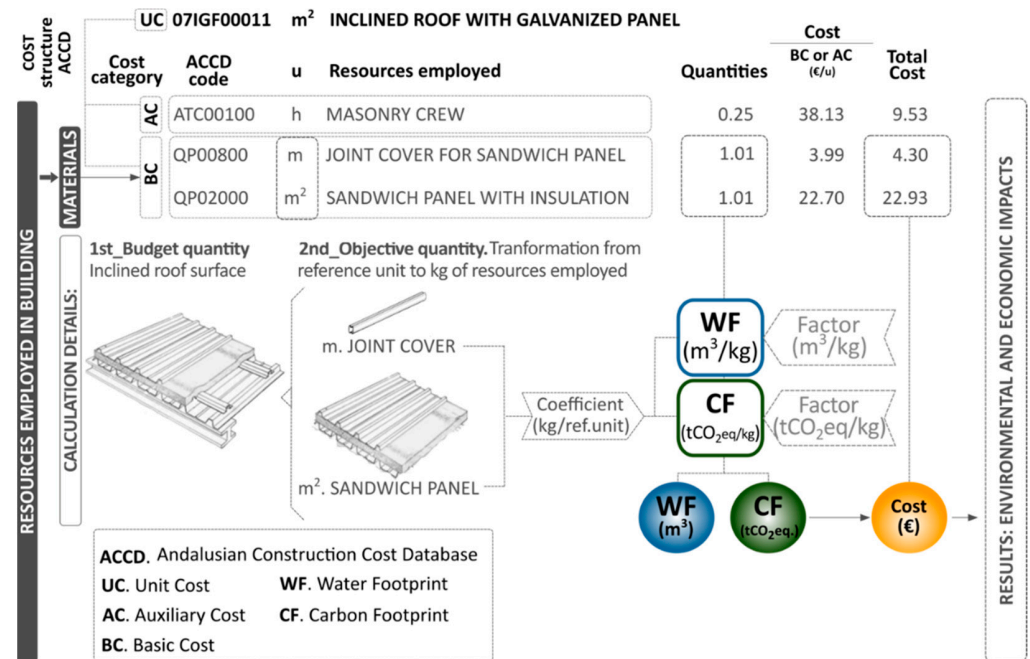 COST structure ACCD
UC 07IGF00011 m² INCLINED ROOF WITH GALVANIZED PANEL
Cost category
ACCD code
u
Resources employed
Quantities
Cost
BC or AC (€/u)
Total Cost
AC
ATC00100 h MASONRY CREW 0.25 38.13 9.53
BC
QP00800 m JOINT COVER FOR SANDWICH PANEL 1.01 3.99 4.30
QP02000 m² SANDWICH PANEL WITH INSULATION 1.01 22.70 22.93
RESOURCES EMPLOYED IN BUILDING
MATERIALS
CALCULATION DETAILS:
1st_Budget quantity
Inclined roof surface
2nd_Objective quantity. Tranformation from
reference unit to kg of resources employed
m. JOINT COVER
m². SANDWICH PANEL
Coefficient
(kg/ref.unit)
WF
(m³/kg)
Factor
(m³/kg)
CF
(tCO₂eq/kg)
Factor
(tCO₂eq/kg)
WF
(m³)
CF
(tCO₂eq.)
Cost
(€)
RESULTS: ENVIRONMENTAL AND ECONOMIC IMPACTS
ACCD. Andalusian Construction Cost Database
UC. Unit Cost WF. Water Footprint
AC. Auxiliary Cost CF. Carbon Footprint
BC. Basic Cost